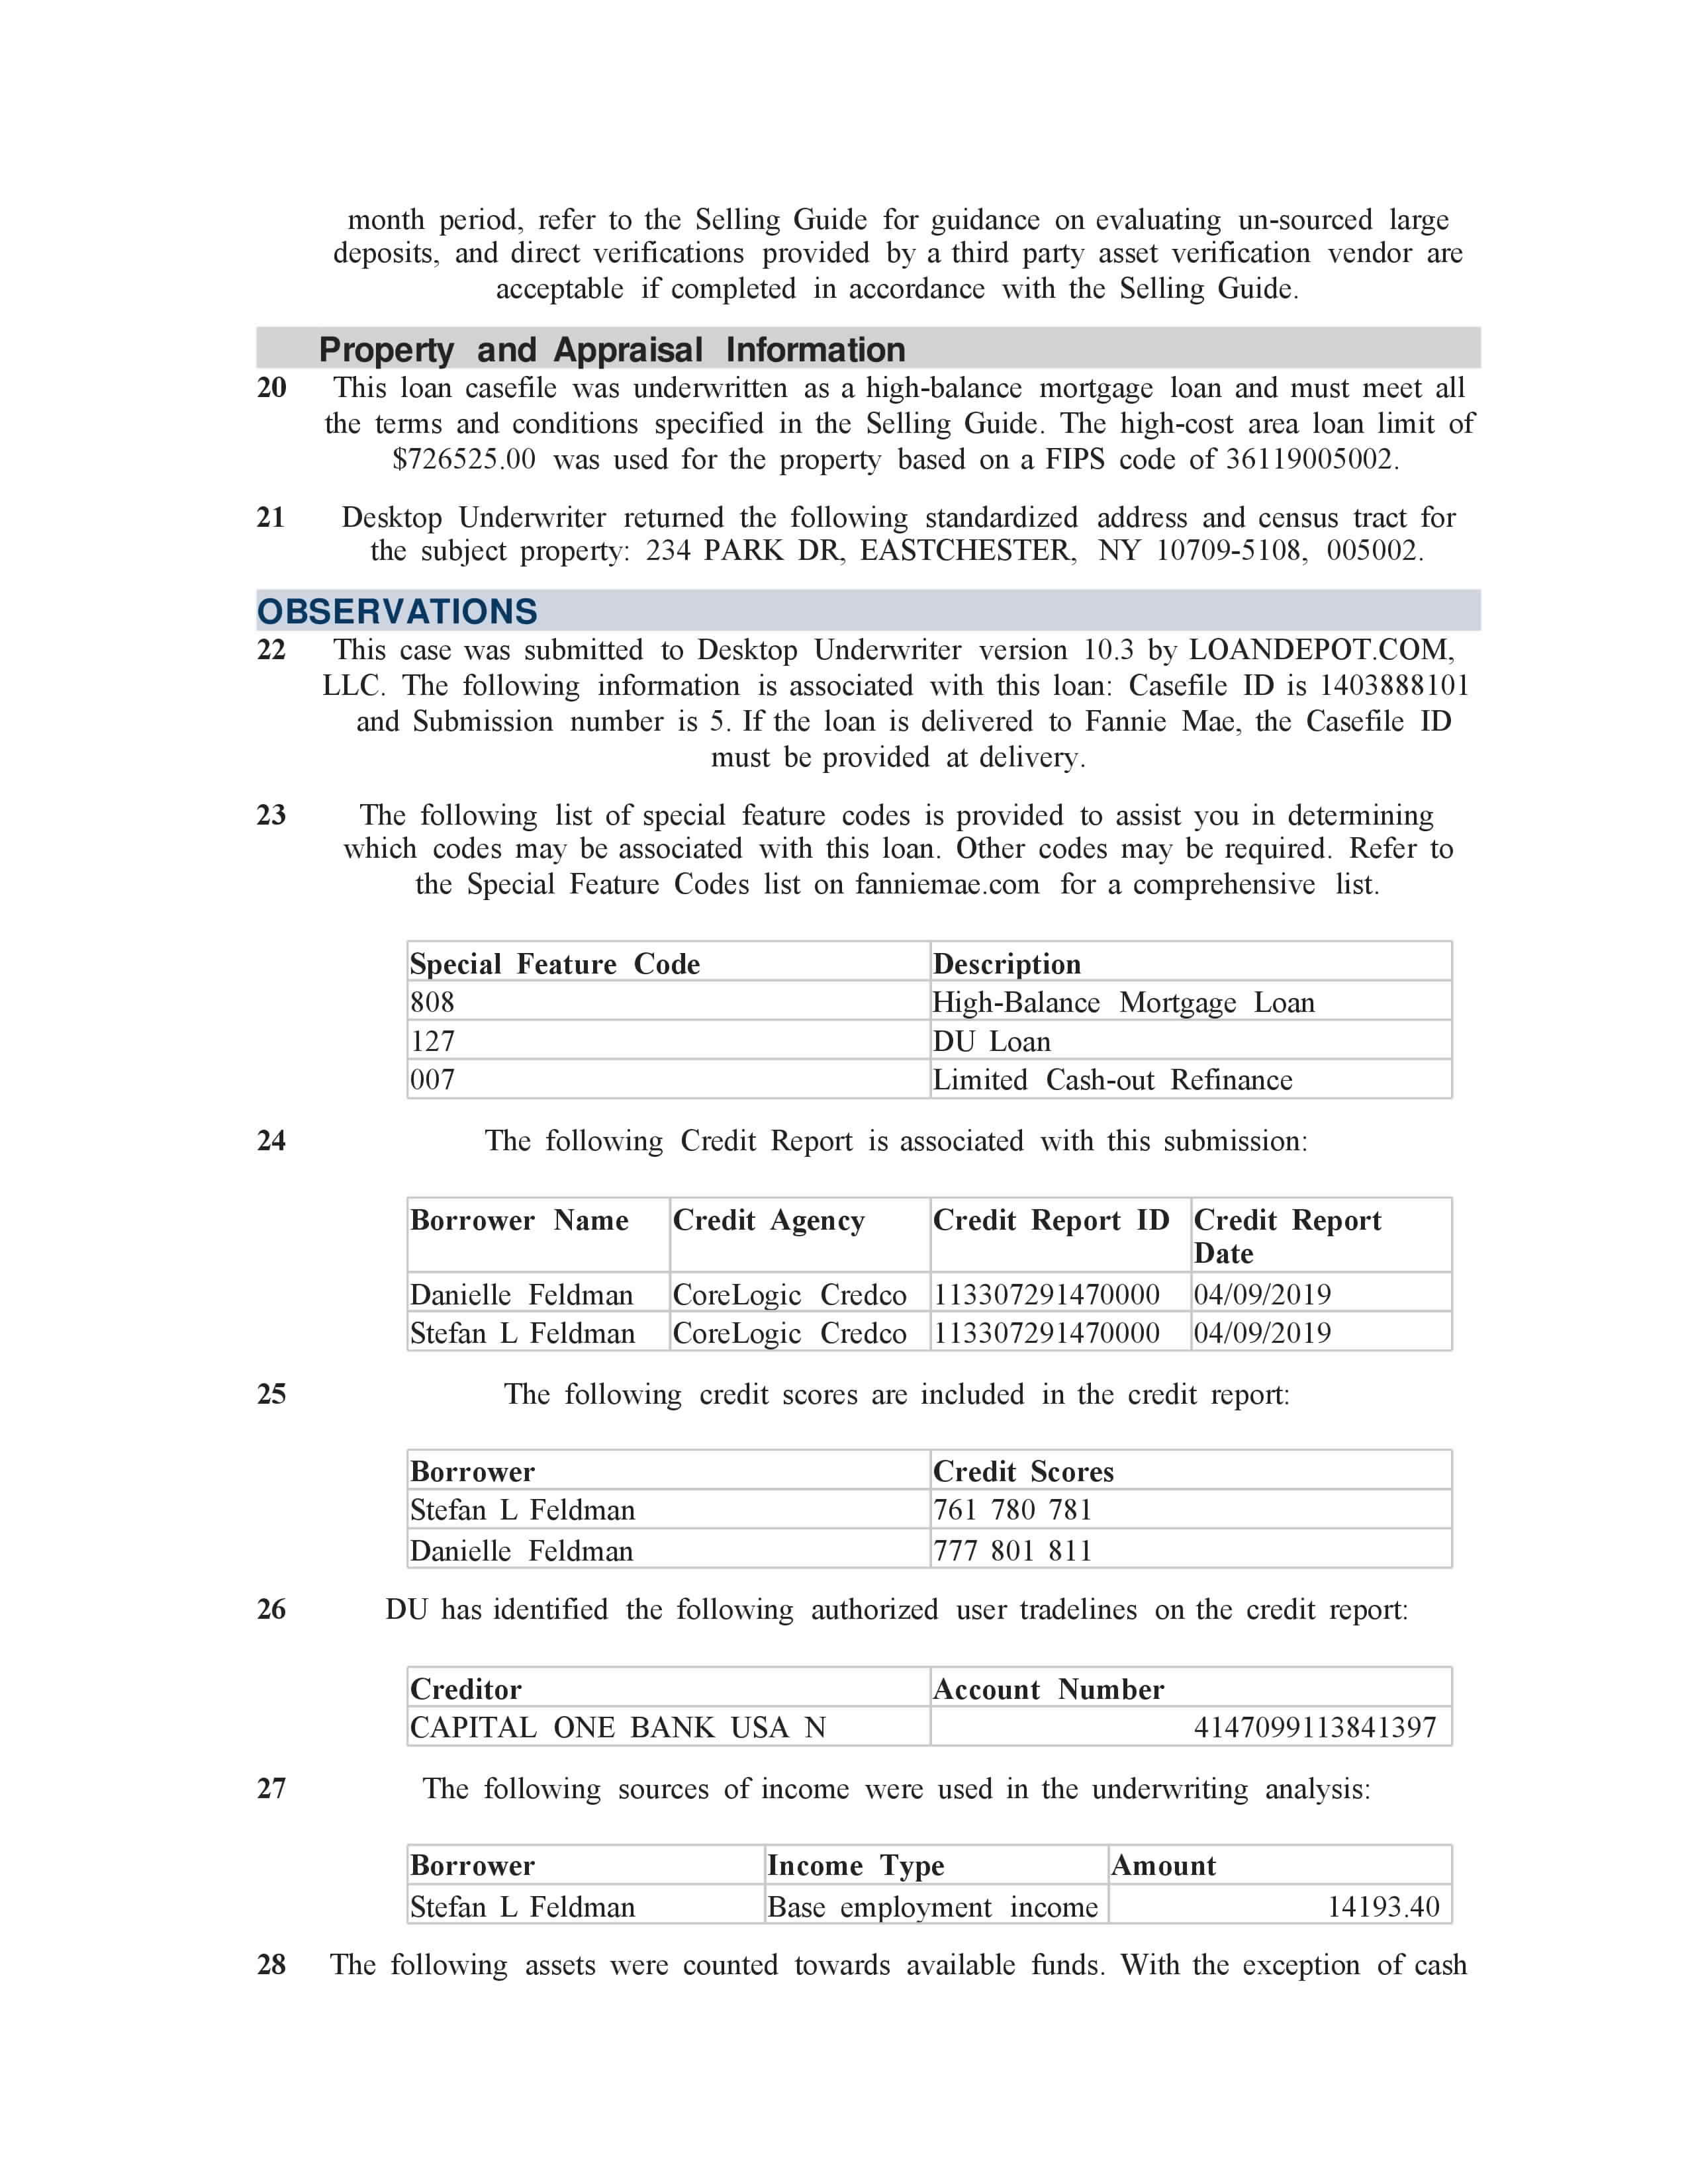 month period, refer to the Selling Guide for guidance on evaluating un-sourced large
deposits, and direct verifications provided by a third party asset verification vendor are
acceptable if completed in accordance with the Selling Guide.
Property and Appraisal Information
20 This loan casefile was underwritten as a high-balance mortgage loan and must meet all
the terms and conditions specified in the Selling Guide. The high-cost area loan limit of
$726525.00 was used for the property based on a FIPS code of 36119005002.
21 Desktop Underwriter returned the following standardized address and census tract for
the subject property: 234 PARK DR, EASTCHESTER, NY 10709-5108, 005002.
OBSERVATIONS
22 This case was submitted to Desktop Underwriter version 10.3 by LOANDEPOT.COM,
LLC. The following information is associated with this loan: Casefile ID is 1403888101
and Submission number is 5. If the loan is delivered to Fannie Mae, the Casefile ID
must be provided at delivery.
23 The following list of special feature codes is provided to assist you in determining
which codes may be associated with this loan. Other codes may be required. Refer to
the Special Feature Codes list on fanniemae.com for a comprehensive list.
Special Feature Code Description
808 High-Balance Mortgage Loan
127 DU Loan
007 Limited Cash-out Refinance
24 The following Credit Report is associated with this submission:
Borrower Name Credit Agency Credit Report ID Credit Report
Date
Danielle Feldman CoreLogic Credco 113307291470000 04/09/2019
Stefan L Feldman CoreLogic Credco 113307291470000 04/09/2019
25 The following credit scores are included in the credit report:
Borrower Credit Scores
Stefan L Feldman 761 780 781
Danielle Feldman 777 801 811
26 DU has identified the following authorized user tradelines on the credit report:
Creditor Account Number
CAPITAL ONE BANK USA N 4147099113841397
27 The following sources of income were used in the underwriting analysis:
Borrower Income Type Amount
Stefan L Feldman Base employment income 14193.40
28 The following assets were counted towards available funds. With the exception of cash